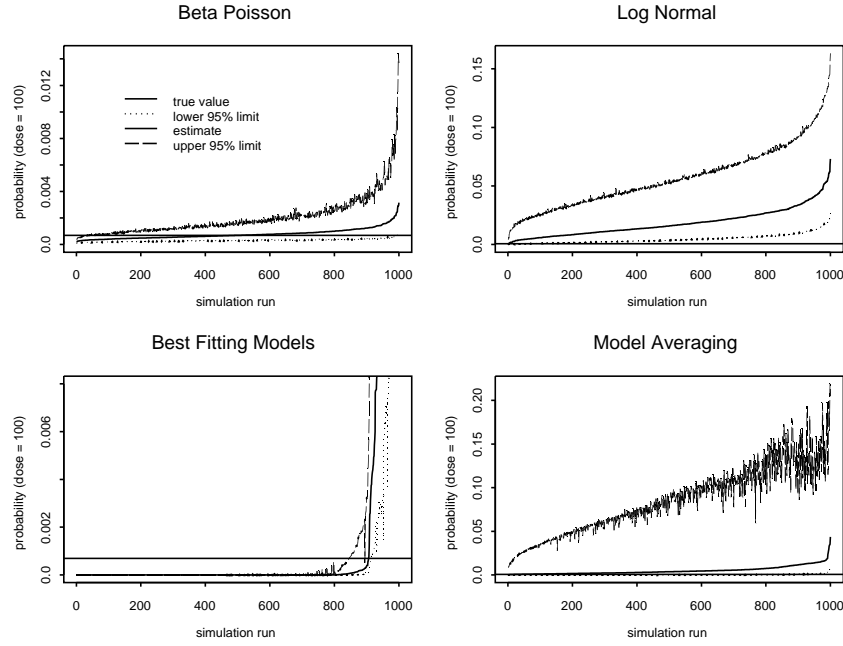 Beta Poisson
probability (dose = 100)
0.0
0.004
0.008
0.012
true value
lower 95% limit
estimate
upper 95% limit
0
200
400
600
800
1000
simulation run
Log Normal
probability (dose = 100)
0.0
0.05
0.10
0.15
0
200
400
600
800
1000
simulation run
Best Fitting Models
probability (dose = 100)
0.0
0.002
0.006
0
200
400
600
800
1000
simulation run
Model Averaging
probability (dose = 100)
0.0
0.05
0.10
0.15
0.20
0
200
400
600
800
1000
simulation run